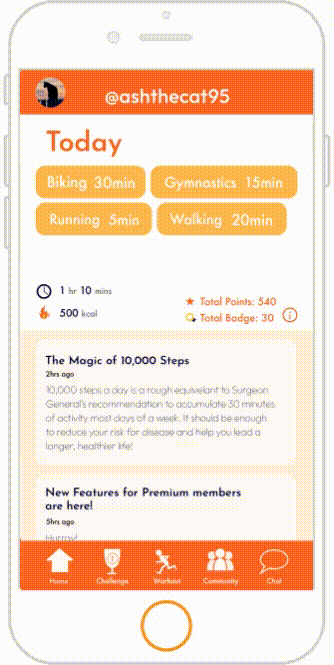 @ashthecat95
Today
Biking 30min Gymnastics 15min
Running 5min Walking 20min
1 hr 10 mins
500 kcal
Total Points: 540
Total Badge: 30
The Magic of 10,000 Steps
2hrs ago
10,000 steps a day is a rough equivelant to Surgeon
General's recommendation to accumulate 30 minutes
of activity most days of a week. It should be enough
to reduce your risk for disease and help you lead a
longer, healthier life!
New Features for Premium members
are here!
5hrs ago
Hurray!
Home Challenge Workout Community Chat